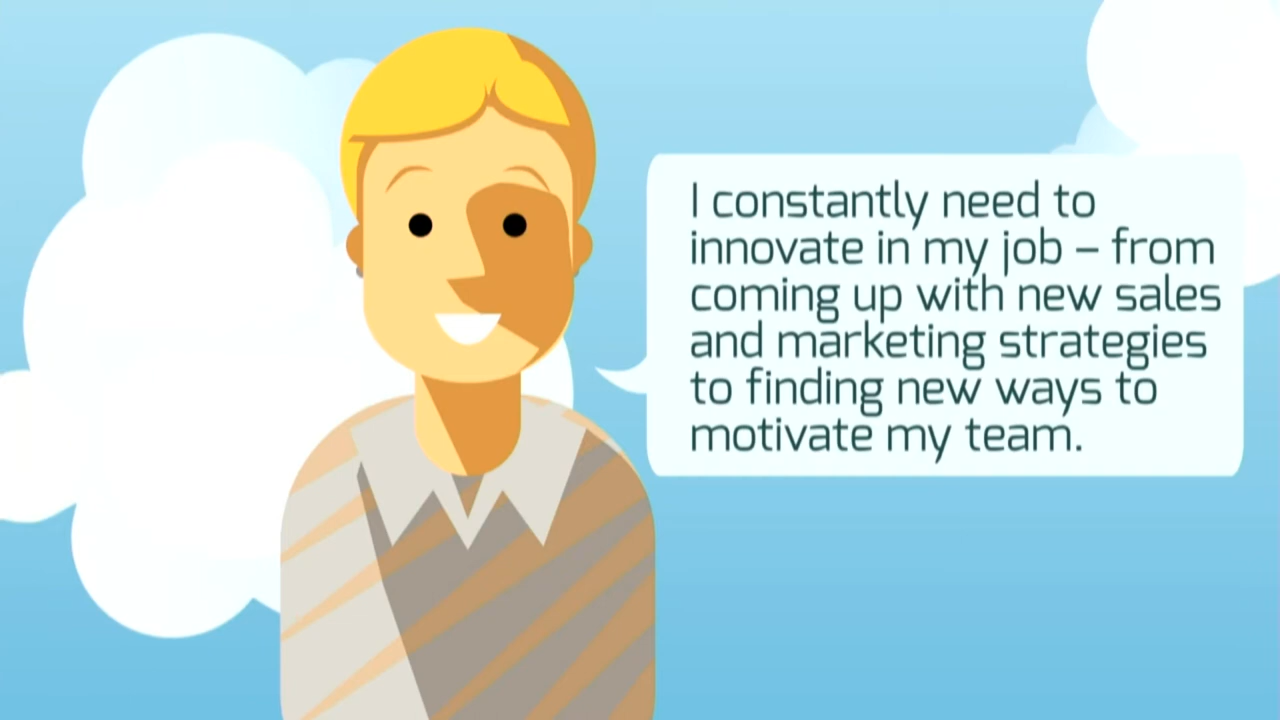 I constantly need to
innovate in my job – from
coming up with new sales
and marketing strategies
to finding new ways to
motivate my team.